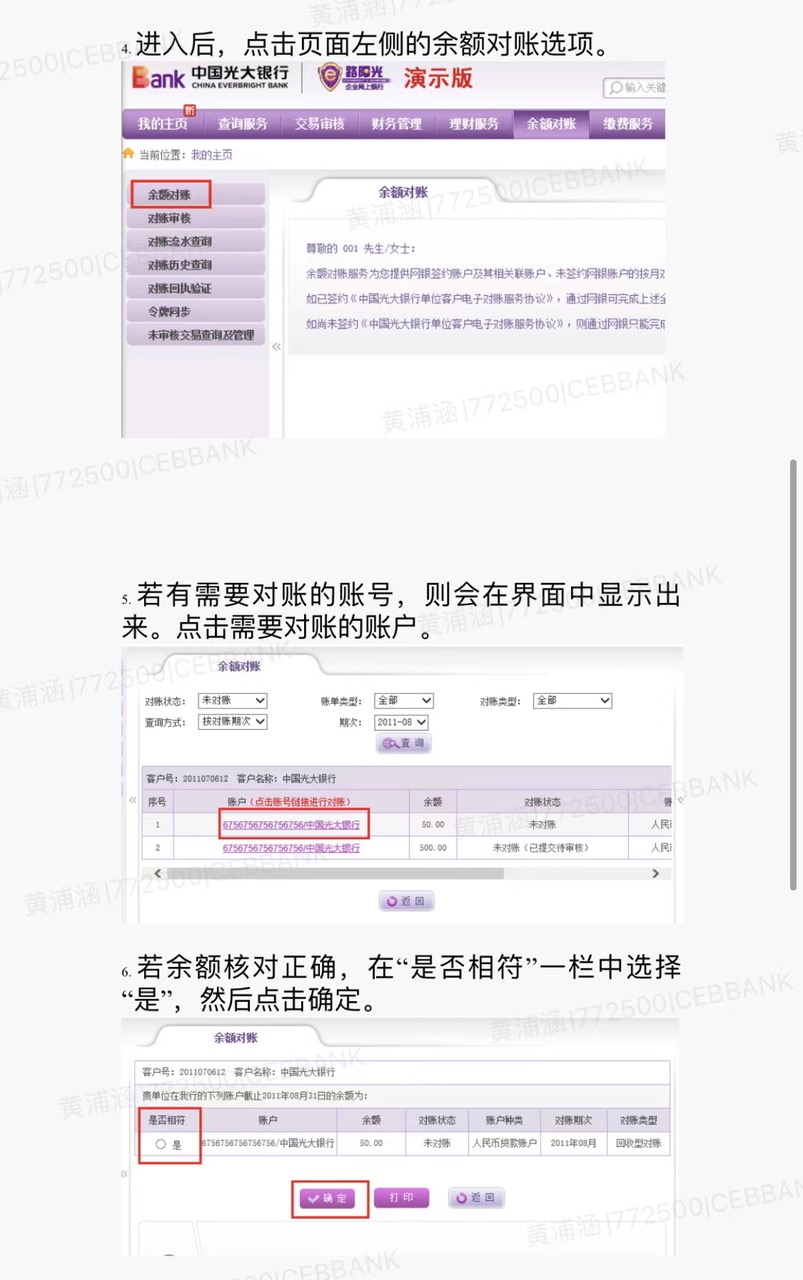 4. 进入后，点击页面左侧的余额对账选项。
Bank 中国光大银行 CHINA EVERBRIGHT BANK 企业网上银行 演示版 输入关键
新
我的主页 查询服务 交易审核 财务管理 理财服务 余额对账 缴费服务
当前位置：我的主页
余额对账
对账审核
对账流水查询
对账历史查询
对账回执验证
令牌同步
未审核交易查询及管理
余额对账
尊敬的 001 先生/女士：
余额对账服务为您提供网银签约账户及其相关联账户、未签约网银账户的按月对
如已签约《中国光大银行单位客户电子对账服务协议》，通过网银可完成上述全
如尚未签约《中国光大银行单位客户电子对账服务协议》，则通过网银只能完成
5. 若有需要对账的账号，则会在界面中显示出
来。点击需要对账的账户。
余额对账
对账状态： 未对账 账单类型： 全部 对账类型： 全部
查询方式： 按对账期次 期次： 2011-08
查 询
客户号：2011070612 客户名称：中国光大银行
序号 账户（点击账号链接进行对账） 余额 对账状态
1 6756756756756756/中国光大银行 50.00 未对账 人民
2 6756756756756756/中国光大银行 500.00 未对账（已提交待审核） 人民
返 回
6. 若余额核对正确，在“是否相符”一栏中选择
“是”，然后点击确定。
余额对账
客户号：2011070612 客户名称：中国光大银行
贵单位在我行的下列账户截止2011年08月31日的余额为：
是否相符 账户 余额 对账状态 账户种类 对账期次 对账类型
是 6756756756756756/中国光大银行 50.00 未对账 人民币贷款账户 2011年08月 回收型对账
确 定 打 印 返 回
黄浦涵|772500|CEBBANK